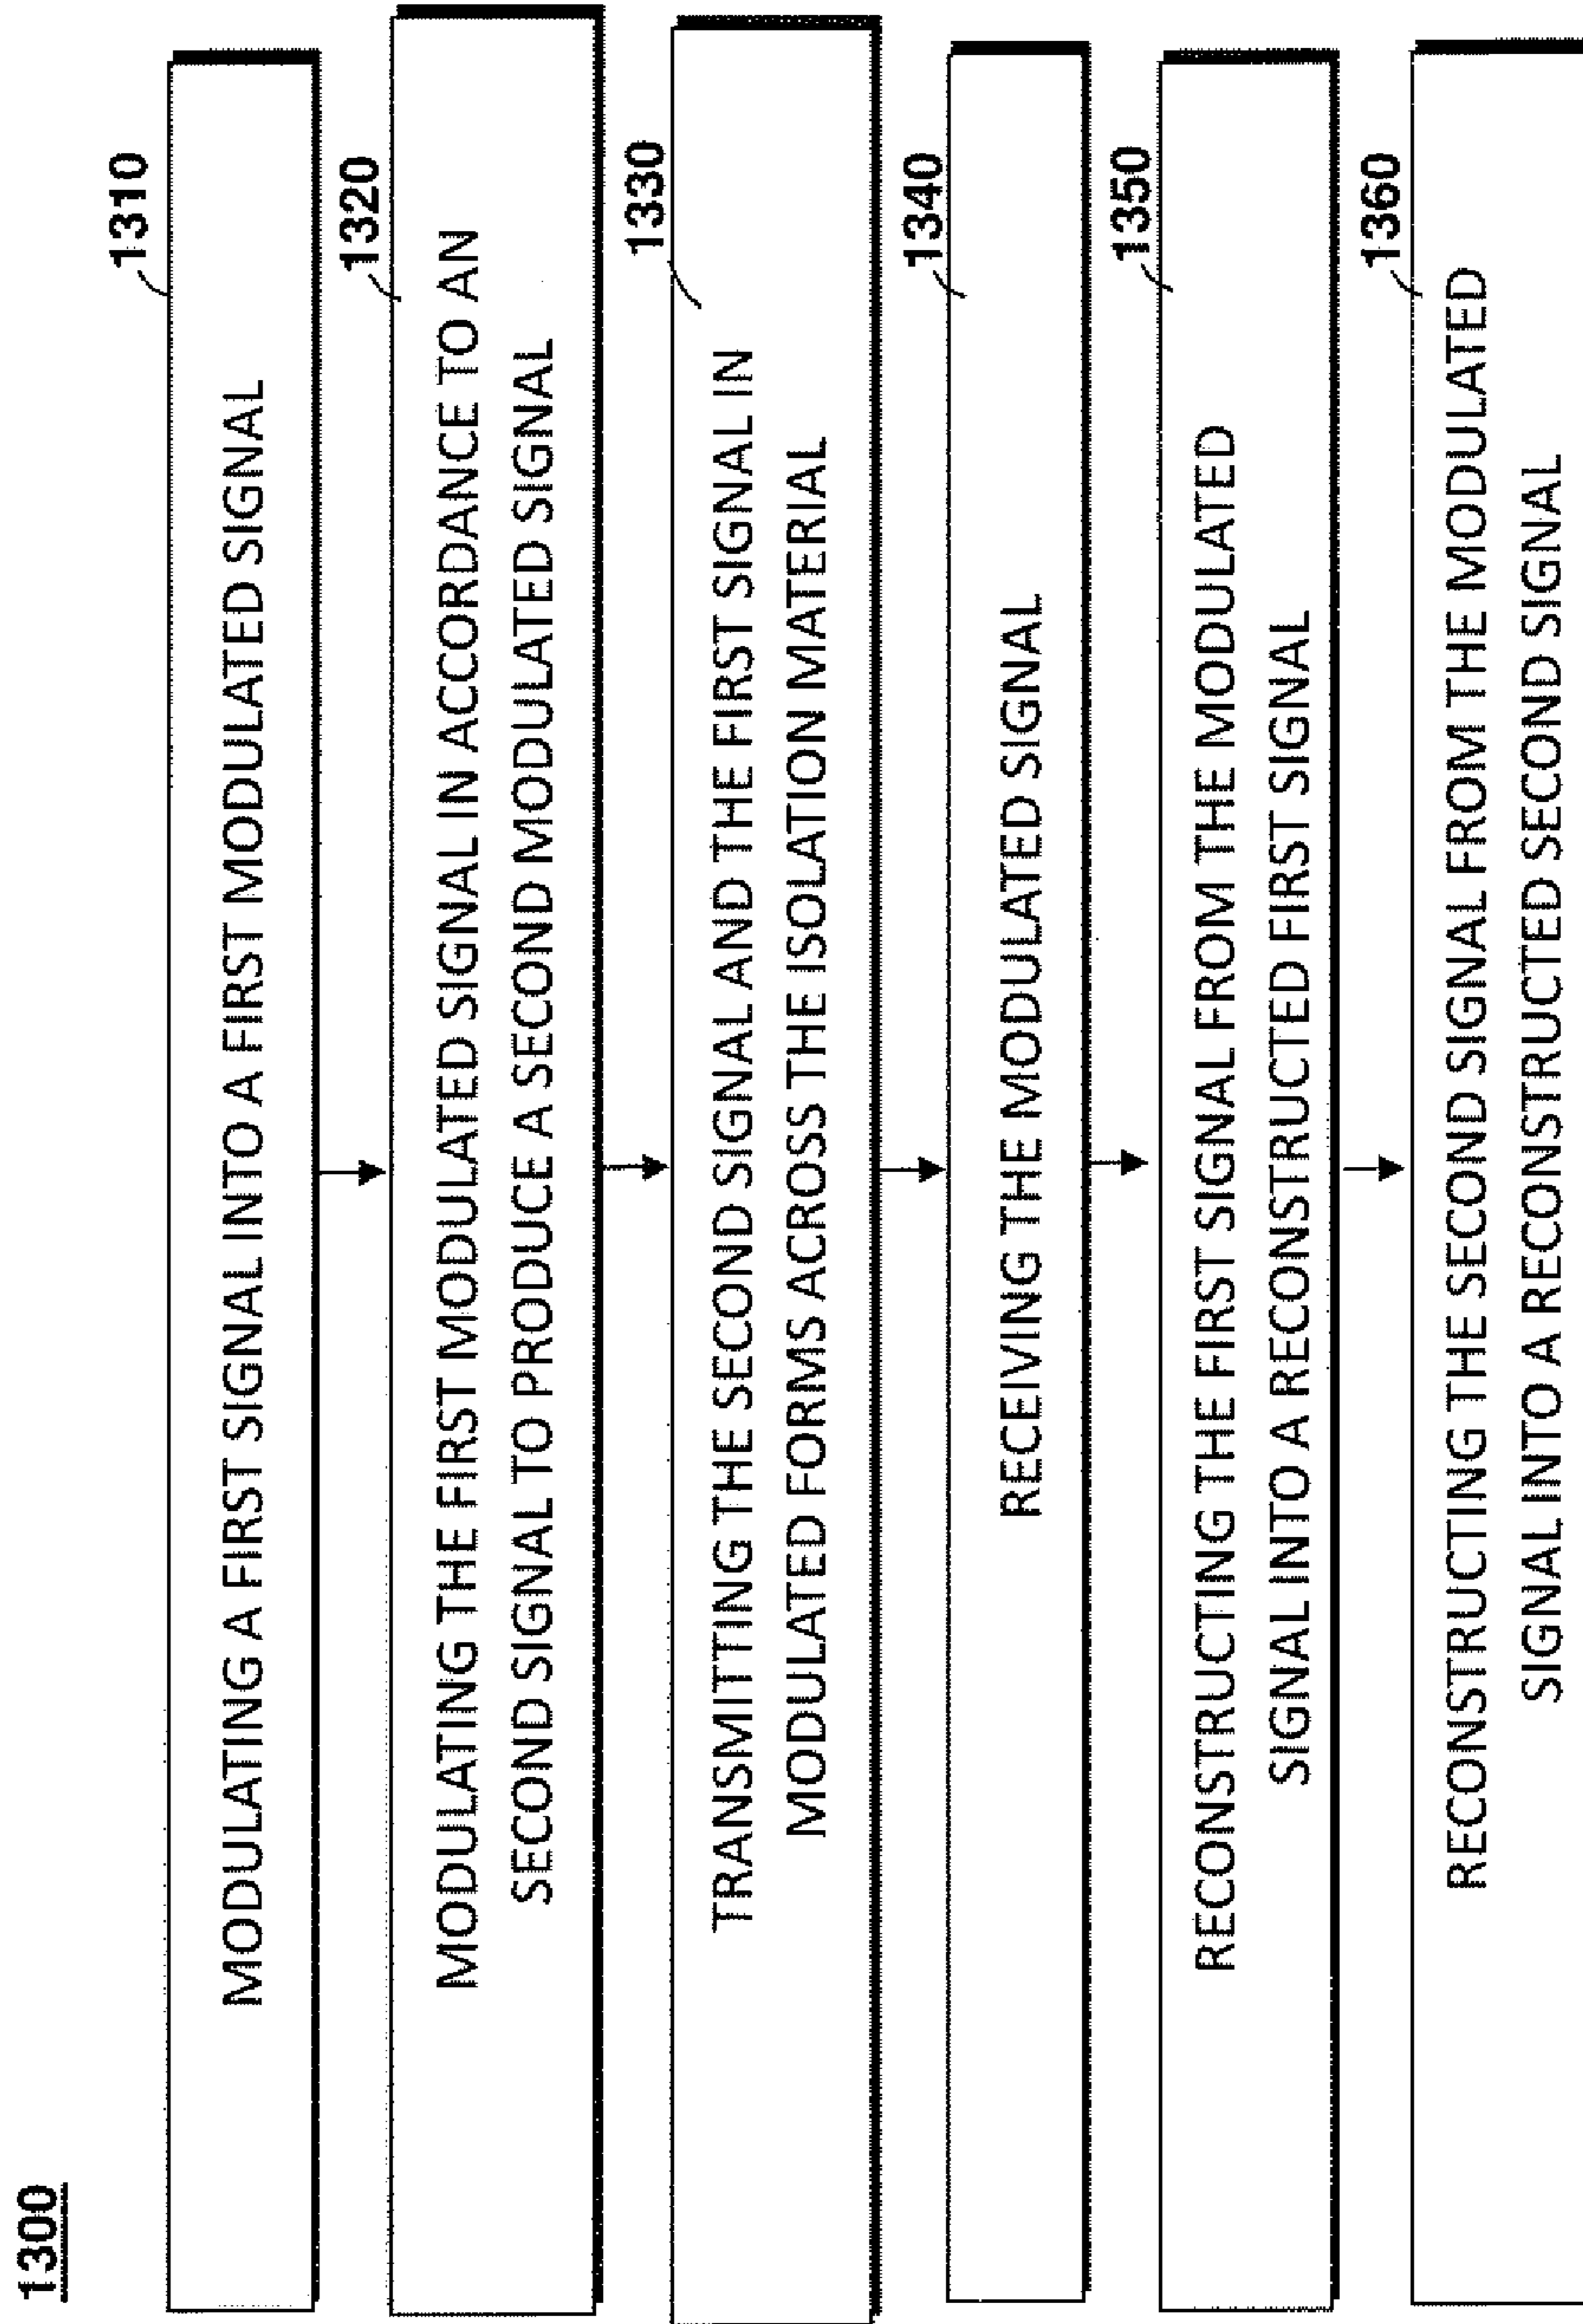 1300
1310
MODULATING A FIRST SIGNAL INTO A FIRST MODULATED SIGNAL
1320
MODULATING THE FIRST MODULATED SIGNAL IN ACCORDANCE TO AN
SECOND SIGNAL TO PRODUCE A SECOND MODULATED SIGNAL
1330
TRANSMITTING THE SECOND SIGNAL AND THE FIRST SIGNAL IN
MODULATED FORMS ACROSS THE ISOLATION MATERIAL
1340
RECEIVING THE MODULATED SIGNAL
1350
RECONSTRUCTING THE FIRST SIGNAL FROM THE MODULATED
SIGNAL INTO A RECONSTRUCTED FIRST SIGNAL
1360
RECONSTRUCTING THE SECOND SIGNAL FROM THE MODULATED
SIGNAL INTO A RECONSTRUCTED SECOND SIGNAL